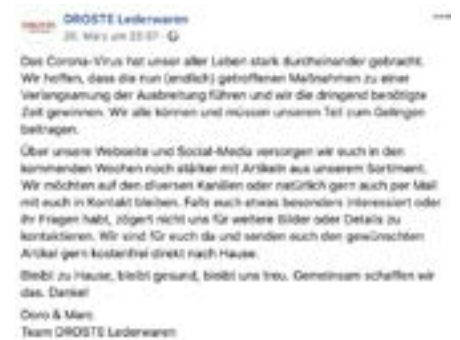 DROSTE Lederwaren
20. März um
Das Corona-Virus hat unser aller Leben stark durcheinander gebracht.
Wir hoffen, dass die nun (endlich) getroffenen Maßnahmen zu einer
Verlangsamung der Ausbreitung führen und wir die dringend benötigte
Zeit gewinnen. Wir alle können und müssen unseren Teil zum Gelingen
beitragen.
Über unsere Webseite und Social-Media versorgen wir euch in den
kommenden Wochen noch stärker mit Artikeln aus unserem Sortiment.
Wir möchten auf den diversen Kanälen oder natürlich gern auch per Mail
mit euch in Kontakt bleiben. Falls euch etwas besonders interessiert oder
ihr Fragen habt, zögert nicht uns für weitere Bilder oder Details zu
kontaktieren. Wir sind für euch da und senden euch den gewünschten
Artikel gern kostenfrei direkt nach Hause.
Bleibt zu Hause, bleibt gesund, bleibt uns treu. Gemeinsam schaffen wir
das. Danke!
Doro & Marc
Team DROSTE Lederwaren